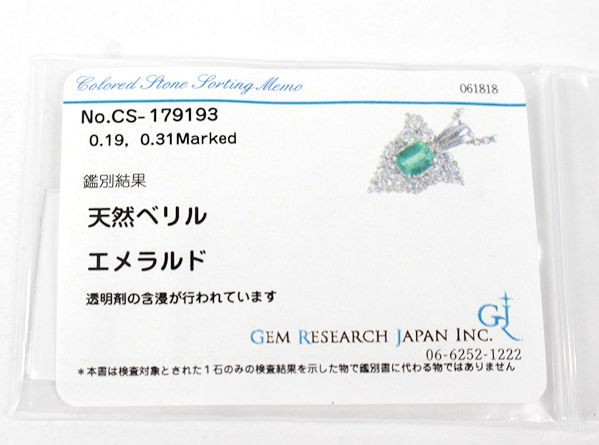 Colored Stone Sorting Memo
061818
No.CS-179193
0.19, 0.31Marked
鑑別結果
天然ベリル
エメラルド
透明剤の含浸が行われています
GJR
GEM RESEARCH JAPAN INC.
06-6252-1222
*本書は検査対象とされた1石のみの検査結果を示した物で鑑別書に代わる物ではありません